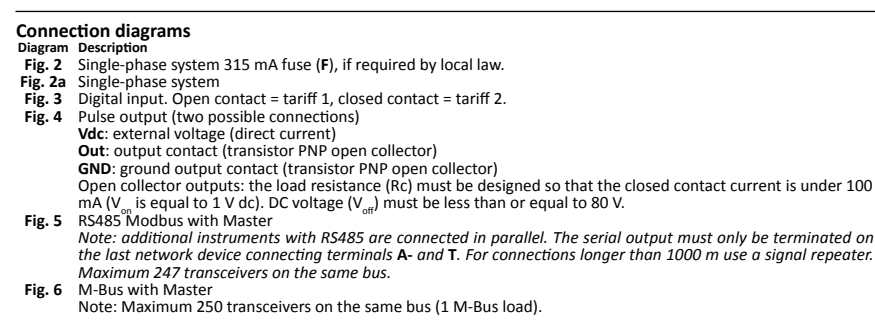 Connection diagrams
Diagram Description
Fig. 2 Single-phase system 315 mA fuse (F), if required by local law.
Fig. 2a Single-phase system
Fig. 3 Digital input. Open contact = tariff 1, closed contact = tariff 2.
Fig. 4 Pulse output (two possible connections)
Vdc: external voltage (direct current)
Out: output contact (transistor PNP open collector)
GND: ground output contact (transistor PNP open collector)
Open collector outputs: the load resistance (Rc) must be designed so that the closed contact current is under 100
mA (Von is equal to 1 V dc). DC voltage (Voff) must be less than or equal to 80 V.
Fig. 5 RS485 Modbus with Master
Note: additional instruments with RS485 are connected in parallel. The serial output must only be terminated on
the last network device connecting terminals A- and T. For connections longer than 1000 m use a signal repeater.
Maximum 247 transceivers on the same bus.
Fig. 6 M-Bus with Master
Note: Maximum 250 transceivers on the same bus (1 M-Bus load).